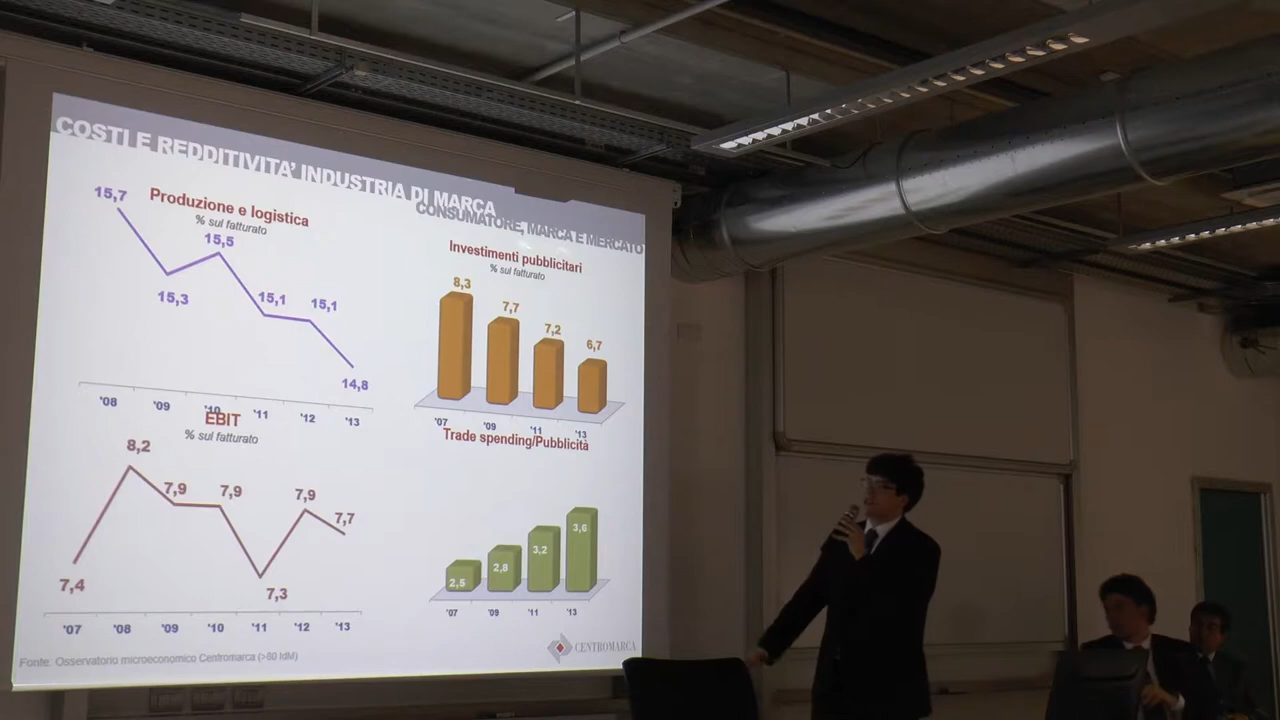 COSTI E REDDITIVITA' INDUSTRIA DI MARCA
CONSUMATORE, MARCA E MERCATO
Produzione e logistica
% sul fatturato
15,7
15,3
15,5
15,1
15,1
14,8
'08 '09 '10 '11 '12 '13
Investimenti pubblicitari
% sul fatturato
8,3
7,7
7,2
6,7
'07 '09 '11 '13
EBIT
% sul fatturato
7,4
8,2
7,9
7,9
7,3
7,9
7,7
'07 '08 '09 '10 '11 '12 '13
Trade spending/Pubblicità
2,5
2,8
3,2
3,6
'07 '09 '11 '13
Fonte: Osservatorio microeconomico Centromarca (>80 IdM)
CENTROMARCA